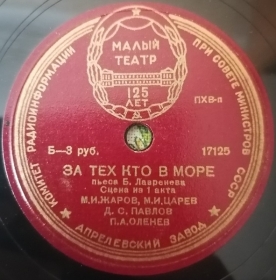 КОМИТЕТ РАДИОИНФОРМАЦИИ ПРИ СОВЕТЕ МИНИСТРОВ СССР
МАЛЫЙ
ТЕАТР
125
ЛЕТ
ПХВ-п
Б—3 руб.
17125
ЗА ТЕХ КТО В МОРЕ
пьеса Б. Лавренева
Сцена из 1 акта
М.И.ЖАРОВ, М.И.ЦАРЕВ
Д. С. ПАВЛОВ
П.А.ОЛЕНЕВ
АПРЕЛЕВСКИЙ ЗАВОД